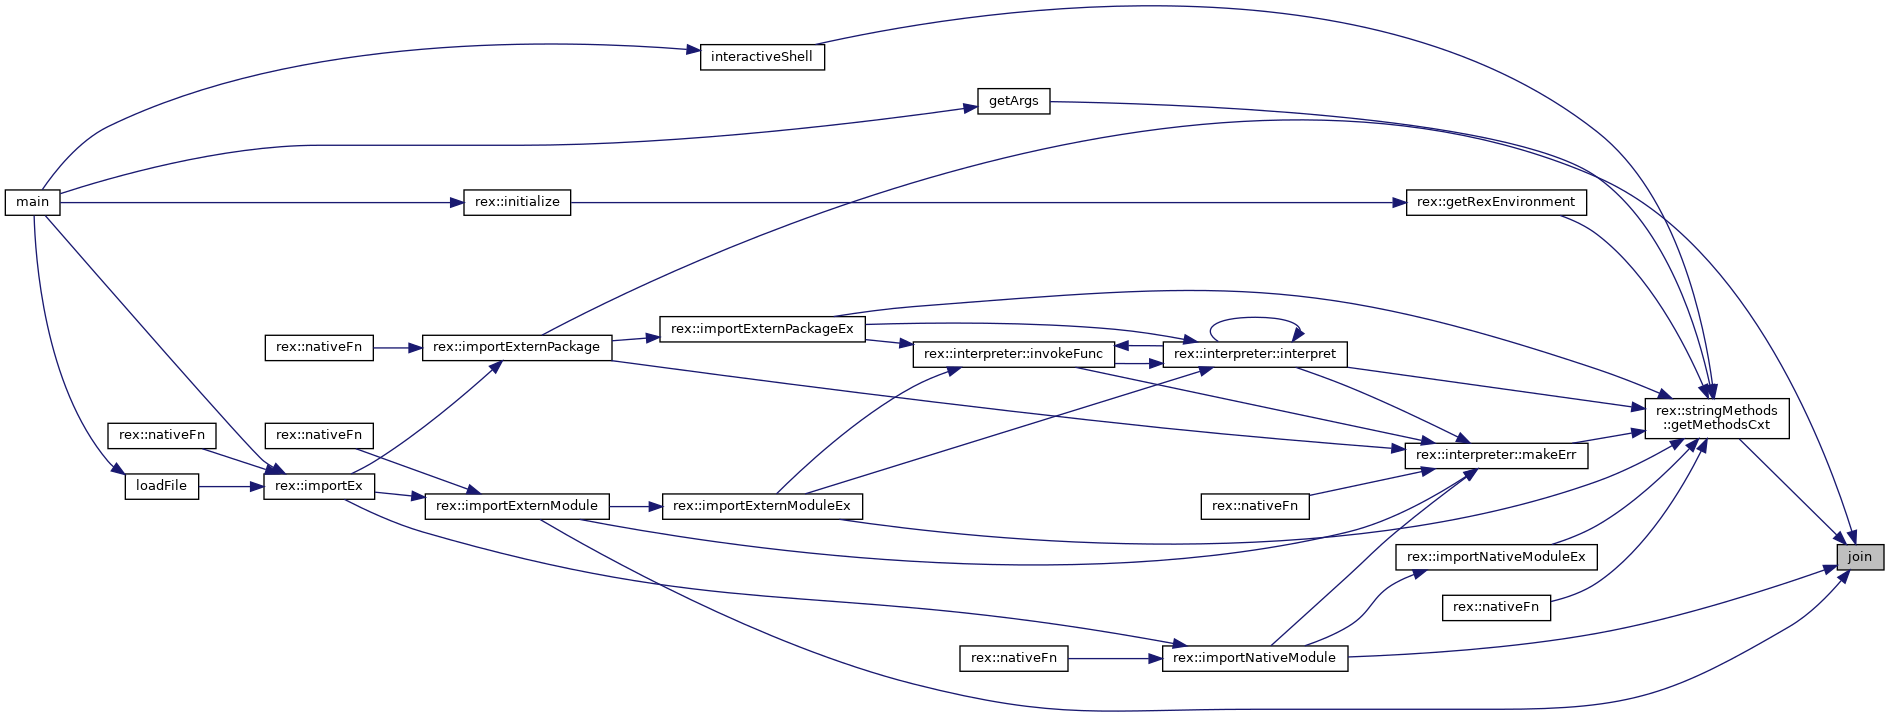 interactiveShell
getArgs
main
rex::initialize
rex::getRexEnvironment
rex::importExternPackageEx
rex::nativeFn
rex::importExternPackage
rex::interpreter::invokeFunc
rex::interpreter::interpret
rex::stringMethods
::getMethodsCxt
rex::nativeFn
rex::nativeFn
rex::interpreter::makeErr
loadFile
rex::importEx
rex::importExternModule
rex::importExternModuleEx
rex::nativeFn
rex::importNativeModuleEx
join
rex::nativeFn
rex::nativeFn
rex::importNativeModule